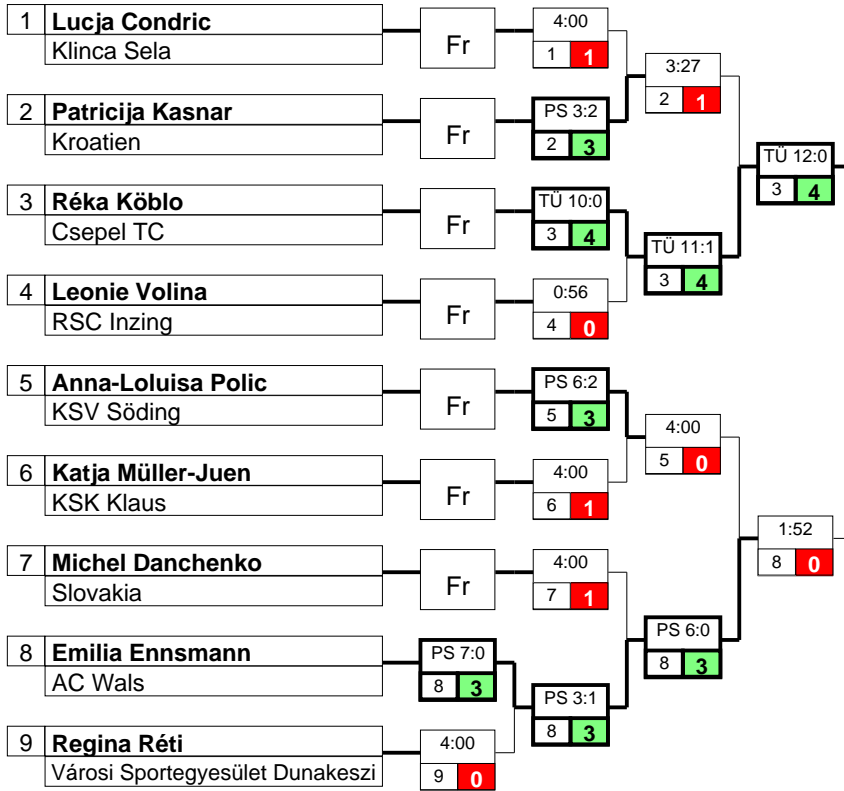 1 Lucja Condric
Klinca Sela
Fr
4:00
1 1
3:27
2 1
2 Patricija Kasnar
Kroatien
Fr
PS 3:2
2 3
TÜ 12:0
3 4
3 Réka Köblo
Csepel TC
Fr
TÜ 10:0
3 4
TÜ 11:1
3 4
4 Leonie Volina
RSC Inzing
Fr
0:56
4 0
5 Anna-Loluisa Polic
KSV Söding
Fr
PS 6:2
5 3
4:00
5 0
6 Katja Müller-Juen
KSK Klaus
Fr
4:00
6 1
1:52
8 0
7 Michel Danchenko
Slovakia
Fr
4:00
7 1
PS 6:0
8 3
8 Emilia Ennsmann
AC Wals
PS 7:0
8 3
PS 3:1
8 3
9 Regina Réti
Városi Sportegyesület Dunakeszi
4:00
9 0